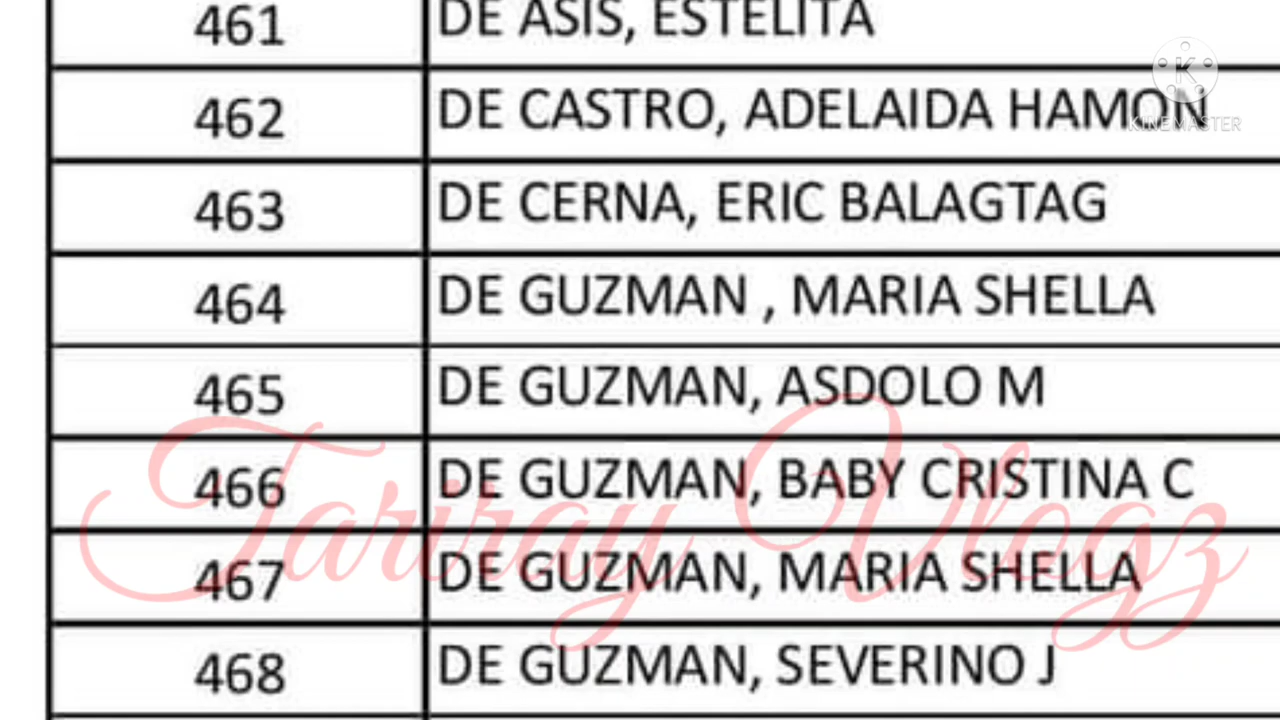 461 DE ASIS, ESTELITA
462 DE CASTRO, ADELAIDA HAMON
KINEMASTER
463 DE CERNA, ERIC BALAGTAG
464 DE GUZMAN , MARIA SHELLA
465 DE GUZMAN, ASDOLO M
466 DE GUZMAN, BABY CRISTINA C
Tariray Vlogz
467 DE GUZMAN, MARIA SHELLA
468 DE GUZMAN, SEVERINO J